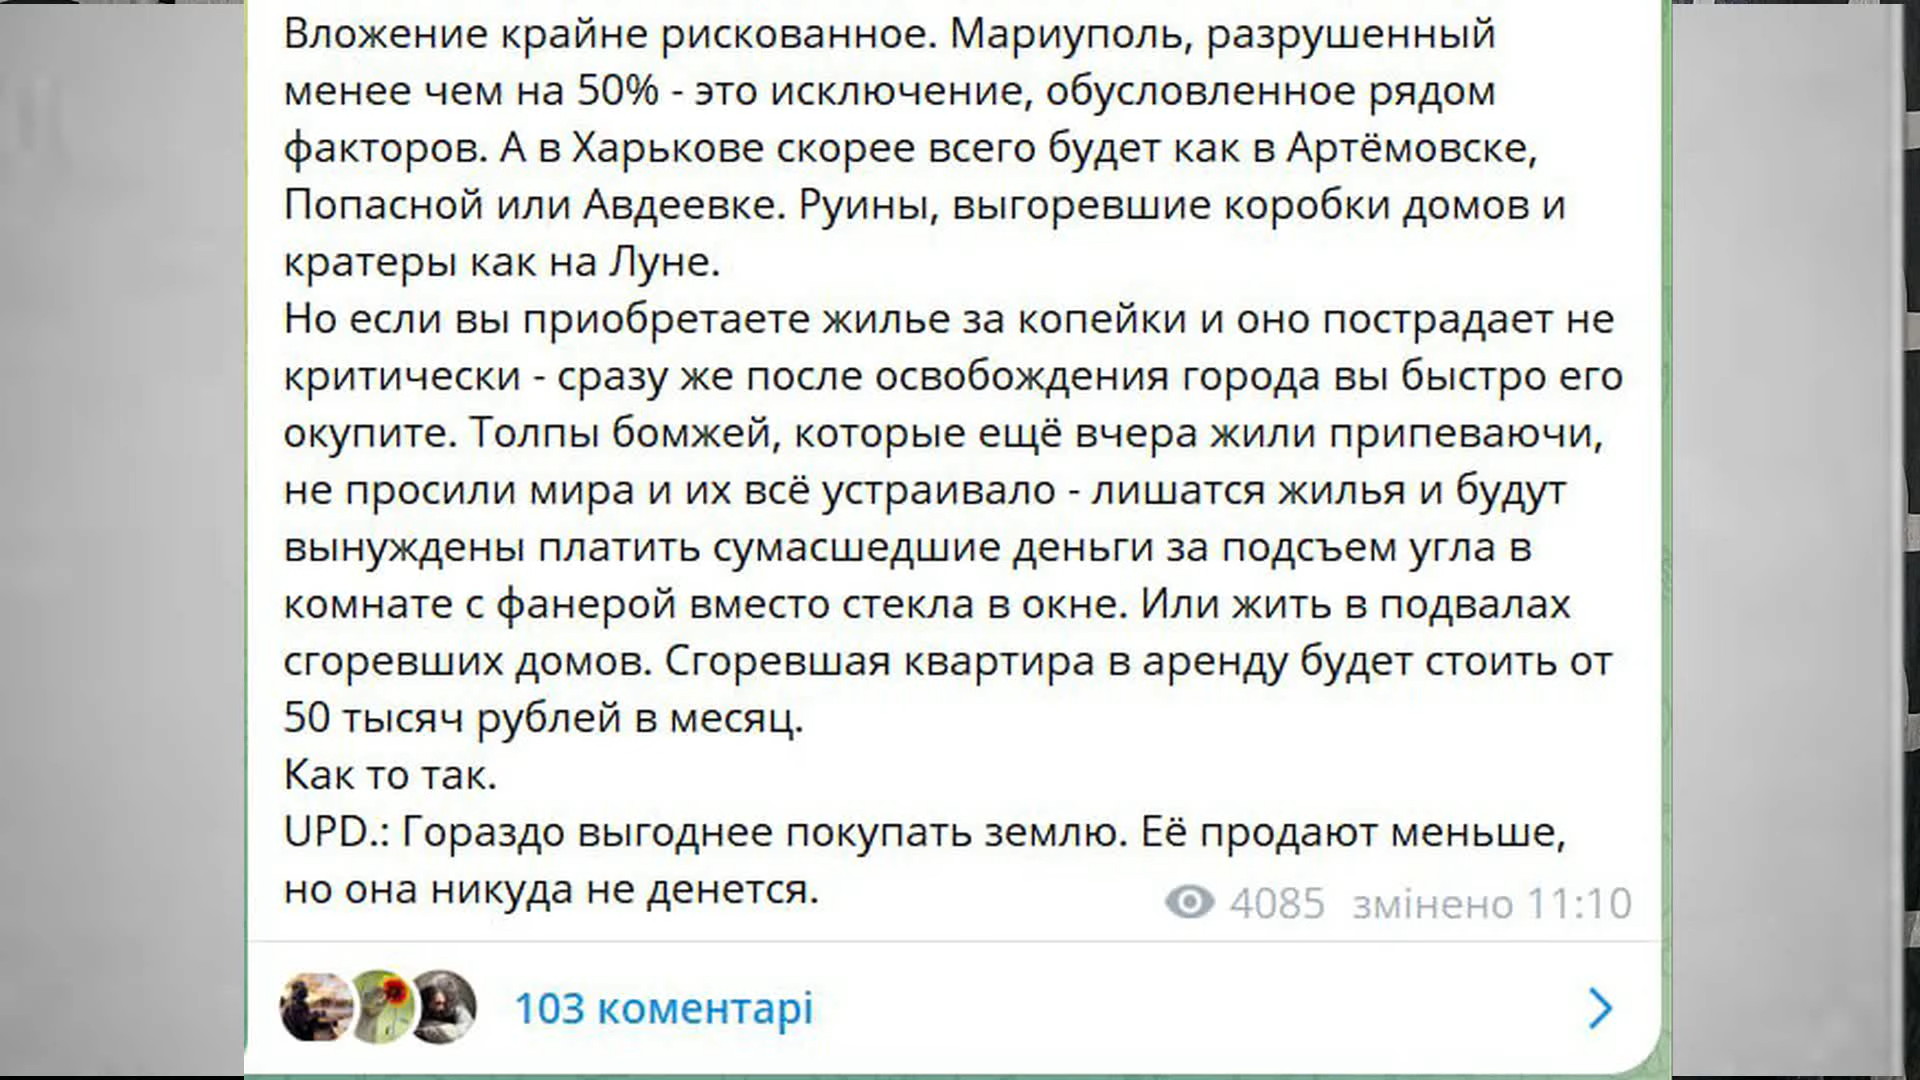 Вложение крайне рискованное. Мариуполь, разрушенный
менее чем на 50% - это исключение, обусловленное рядом
факторов. А в Харькове скорее всего будет как в Артёмовске,
Попасной или Авдеевке. Руины, выгоревшие коробки домов и
кратеры как на Луне.
Но если вы приобретаете жилье за копейки и оно пострадает не
критически - сразу же после освобождения города вы быстро его
окупите. Толпы бомжей, которые ещё вчера жили припеваючи,
не просили мира и их всё устраивало - лишатся жилья и будут
вынуждены платить сумасшедшие деньги за подсъем угла в
комнате с фанерой вместо стекла в окне. Или жить в подвалах
сгоревших домов. Сгоревшая квартира в аренду будет стоить от
50 тысяч рублей в месяц.
Как то так.
UPD.: Гораздо выгоднее покупать землю. Её продают меньше,
но она никуда не денется.
4085 змінено 11:10
103 коментарі